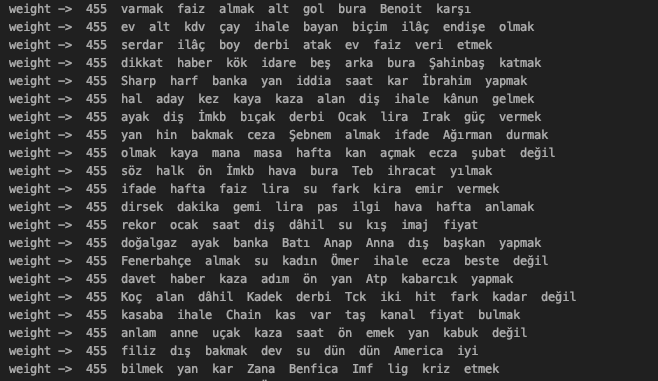 weight -> 455 varmak faiz almak alt gol bura Benoit karşı
weight -> 455 ev alt kdv çay ihale bayan biçim ilâç endişe olmak
weight -> 455 serdar ilâç boy derbi atak ev faiz veri etmek
weight -> 455 dikkat haber kök idare beş arka bura Şahinbaş katmak
weight -> 455 Sharp harf banka yan iddia saat kar İbrahim yapmak
weight -> 455 hal aday kez kaya kaza alan diş ihale kânun gelmek
weight -> 455 ayak diş İmkb bıçak derbi Ocak lira Irak güç vermek
weight -> 455 yan hin bakmak ceza Şebnem almak ifade Ağırman durmak
weight -> 455 olmak kaya mana masa hafta kan açmak ecza şubat değil
weight -> 455 söz halk ön İmkb hava bura Teb ihracat yılmak
weight -> 455 ifade hafta faiz lira su fark kira emir vermek
weight -> 455 dirsek dakika gemi lira pas ilgi hava hafta anlamak
weight -> 455 rekor ocak saat diş dâhil su kış imaj fiyat
weight -> 455 doğalgaz ayak banka Batı Anap Anna dış başkan yapmak
weight -> 455 Fenerbahçe almak su kadın Ömer ihale ecza beste değil
weight -> 455 davet haber kaza adım ön yan Atp kabarcık yapmak
weight -> 455 Koç alan dâhil Kadek derbi Tck iki hit fark kadar değil
weight -> 455 kasaba ihale Chain kas var taş kanal fiyat bulmak
weight -> 455 anlam anne uçak kaza saat ön emek yan kabuk değil
weight -> 455 filiz dış bakmak dev su dün dün America iyi
weight -> 455 bilmek yan kar Zana Benfica Imf lig kriz etmek